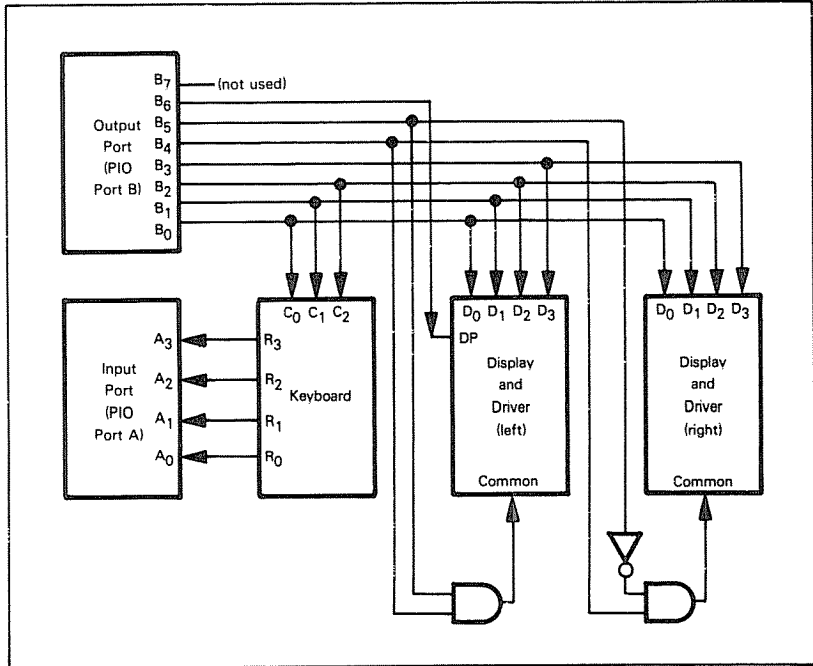 B7 (not used)
B6
B5
B4
B3
B2
B1
B0
Output
Port
(PIO
Port B)
C0 C1 C2
D0 D1 D2 D3
D0 D1 D2 D3
A3
A2
A1
A0
Input
Port
(PIO
Port A)
R3
R2
R1
R0
Keyboard
DP
Display
and
Driver
(left)
Common
Display
and
Driver
(right)
Common